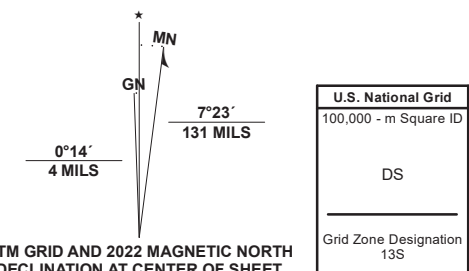 ★
MN
GN
7°23´
131 MILS
0°14´
4 MILS
TM GRID AND 2022 MAGNETIC NORTH
DECLINATION AT CENTER OF SHEET
U.S. National Grid
100,000 - m Square ID
DS
Grid Zone Designation
13S